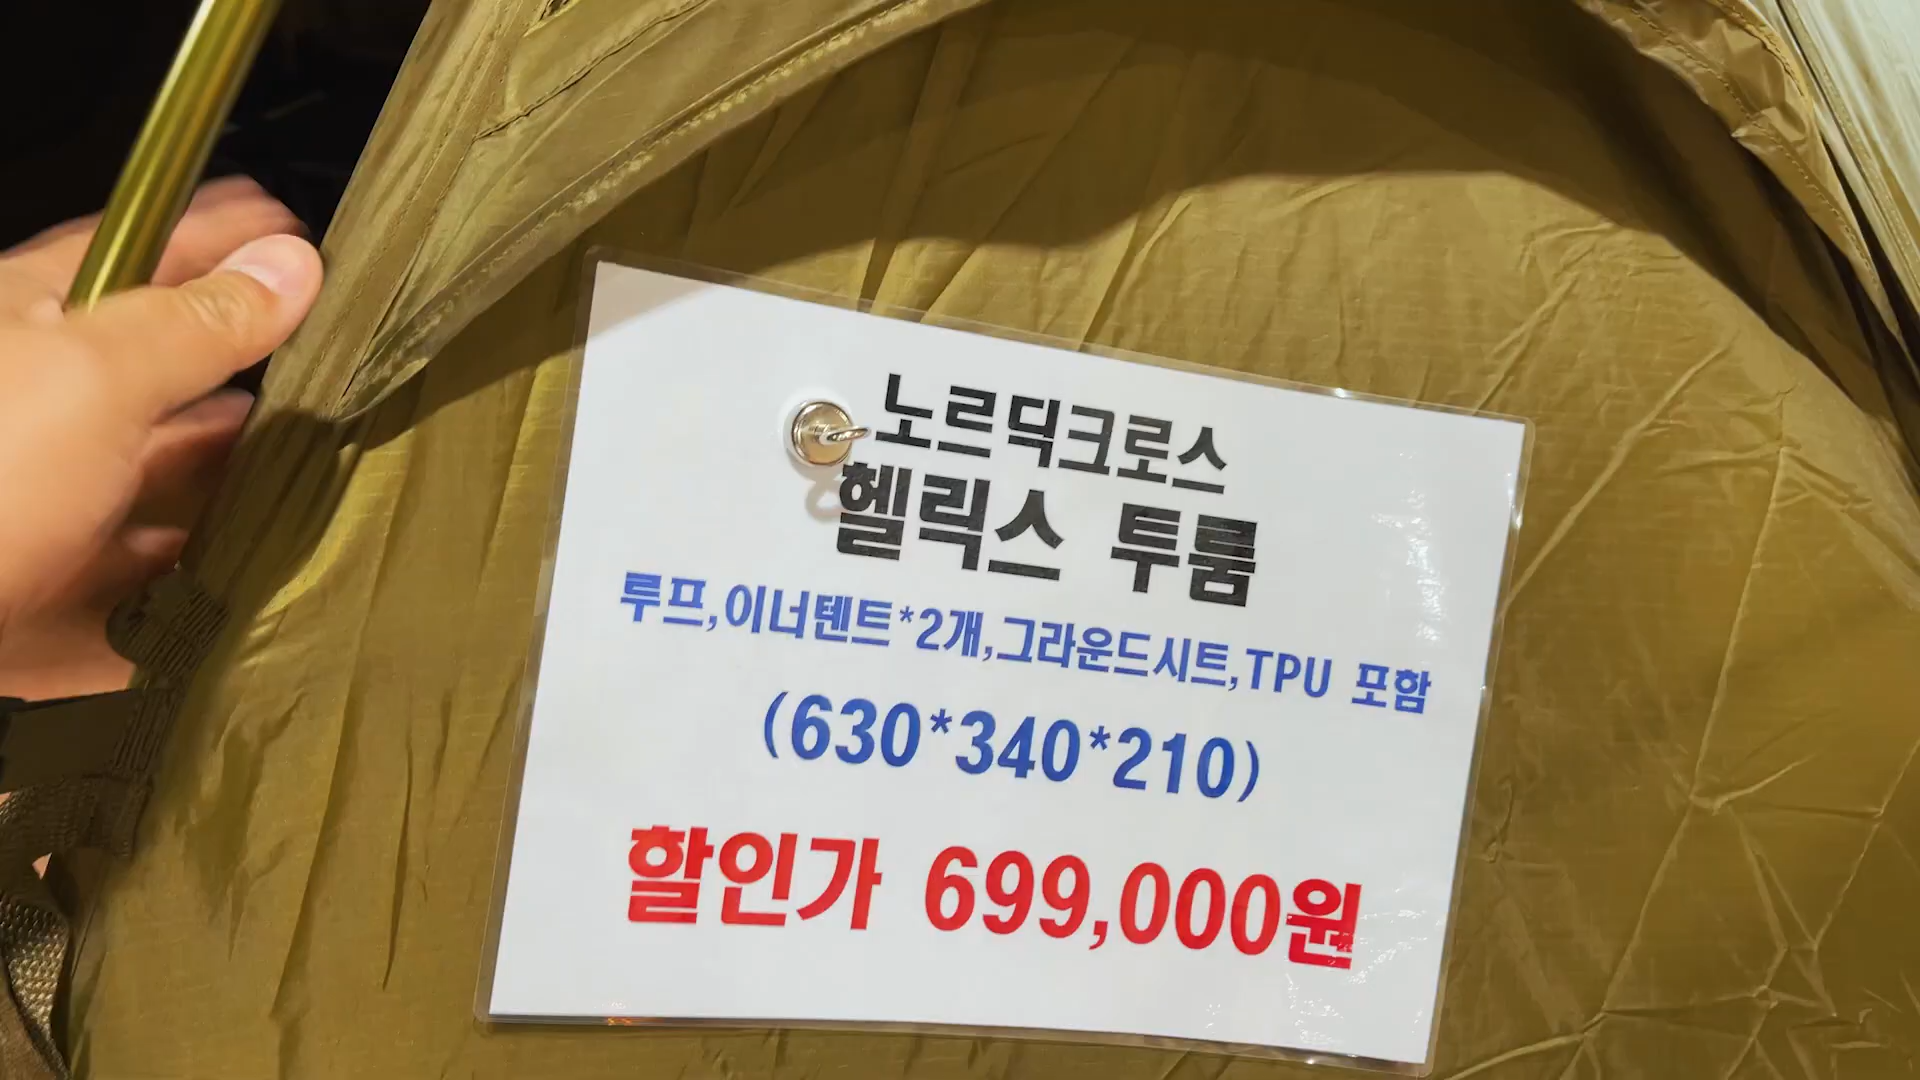 노르딕크로스
헬릭스 투룸
루프,이너텐트*2개,그라운드시트,TPU 포함
(630*340*210)
할인가 699,000원